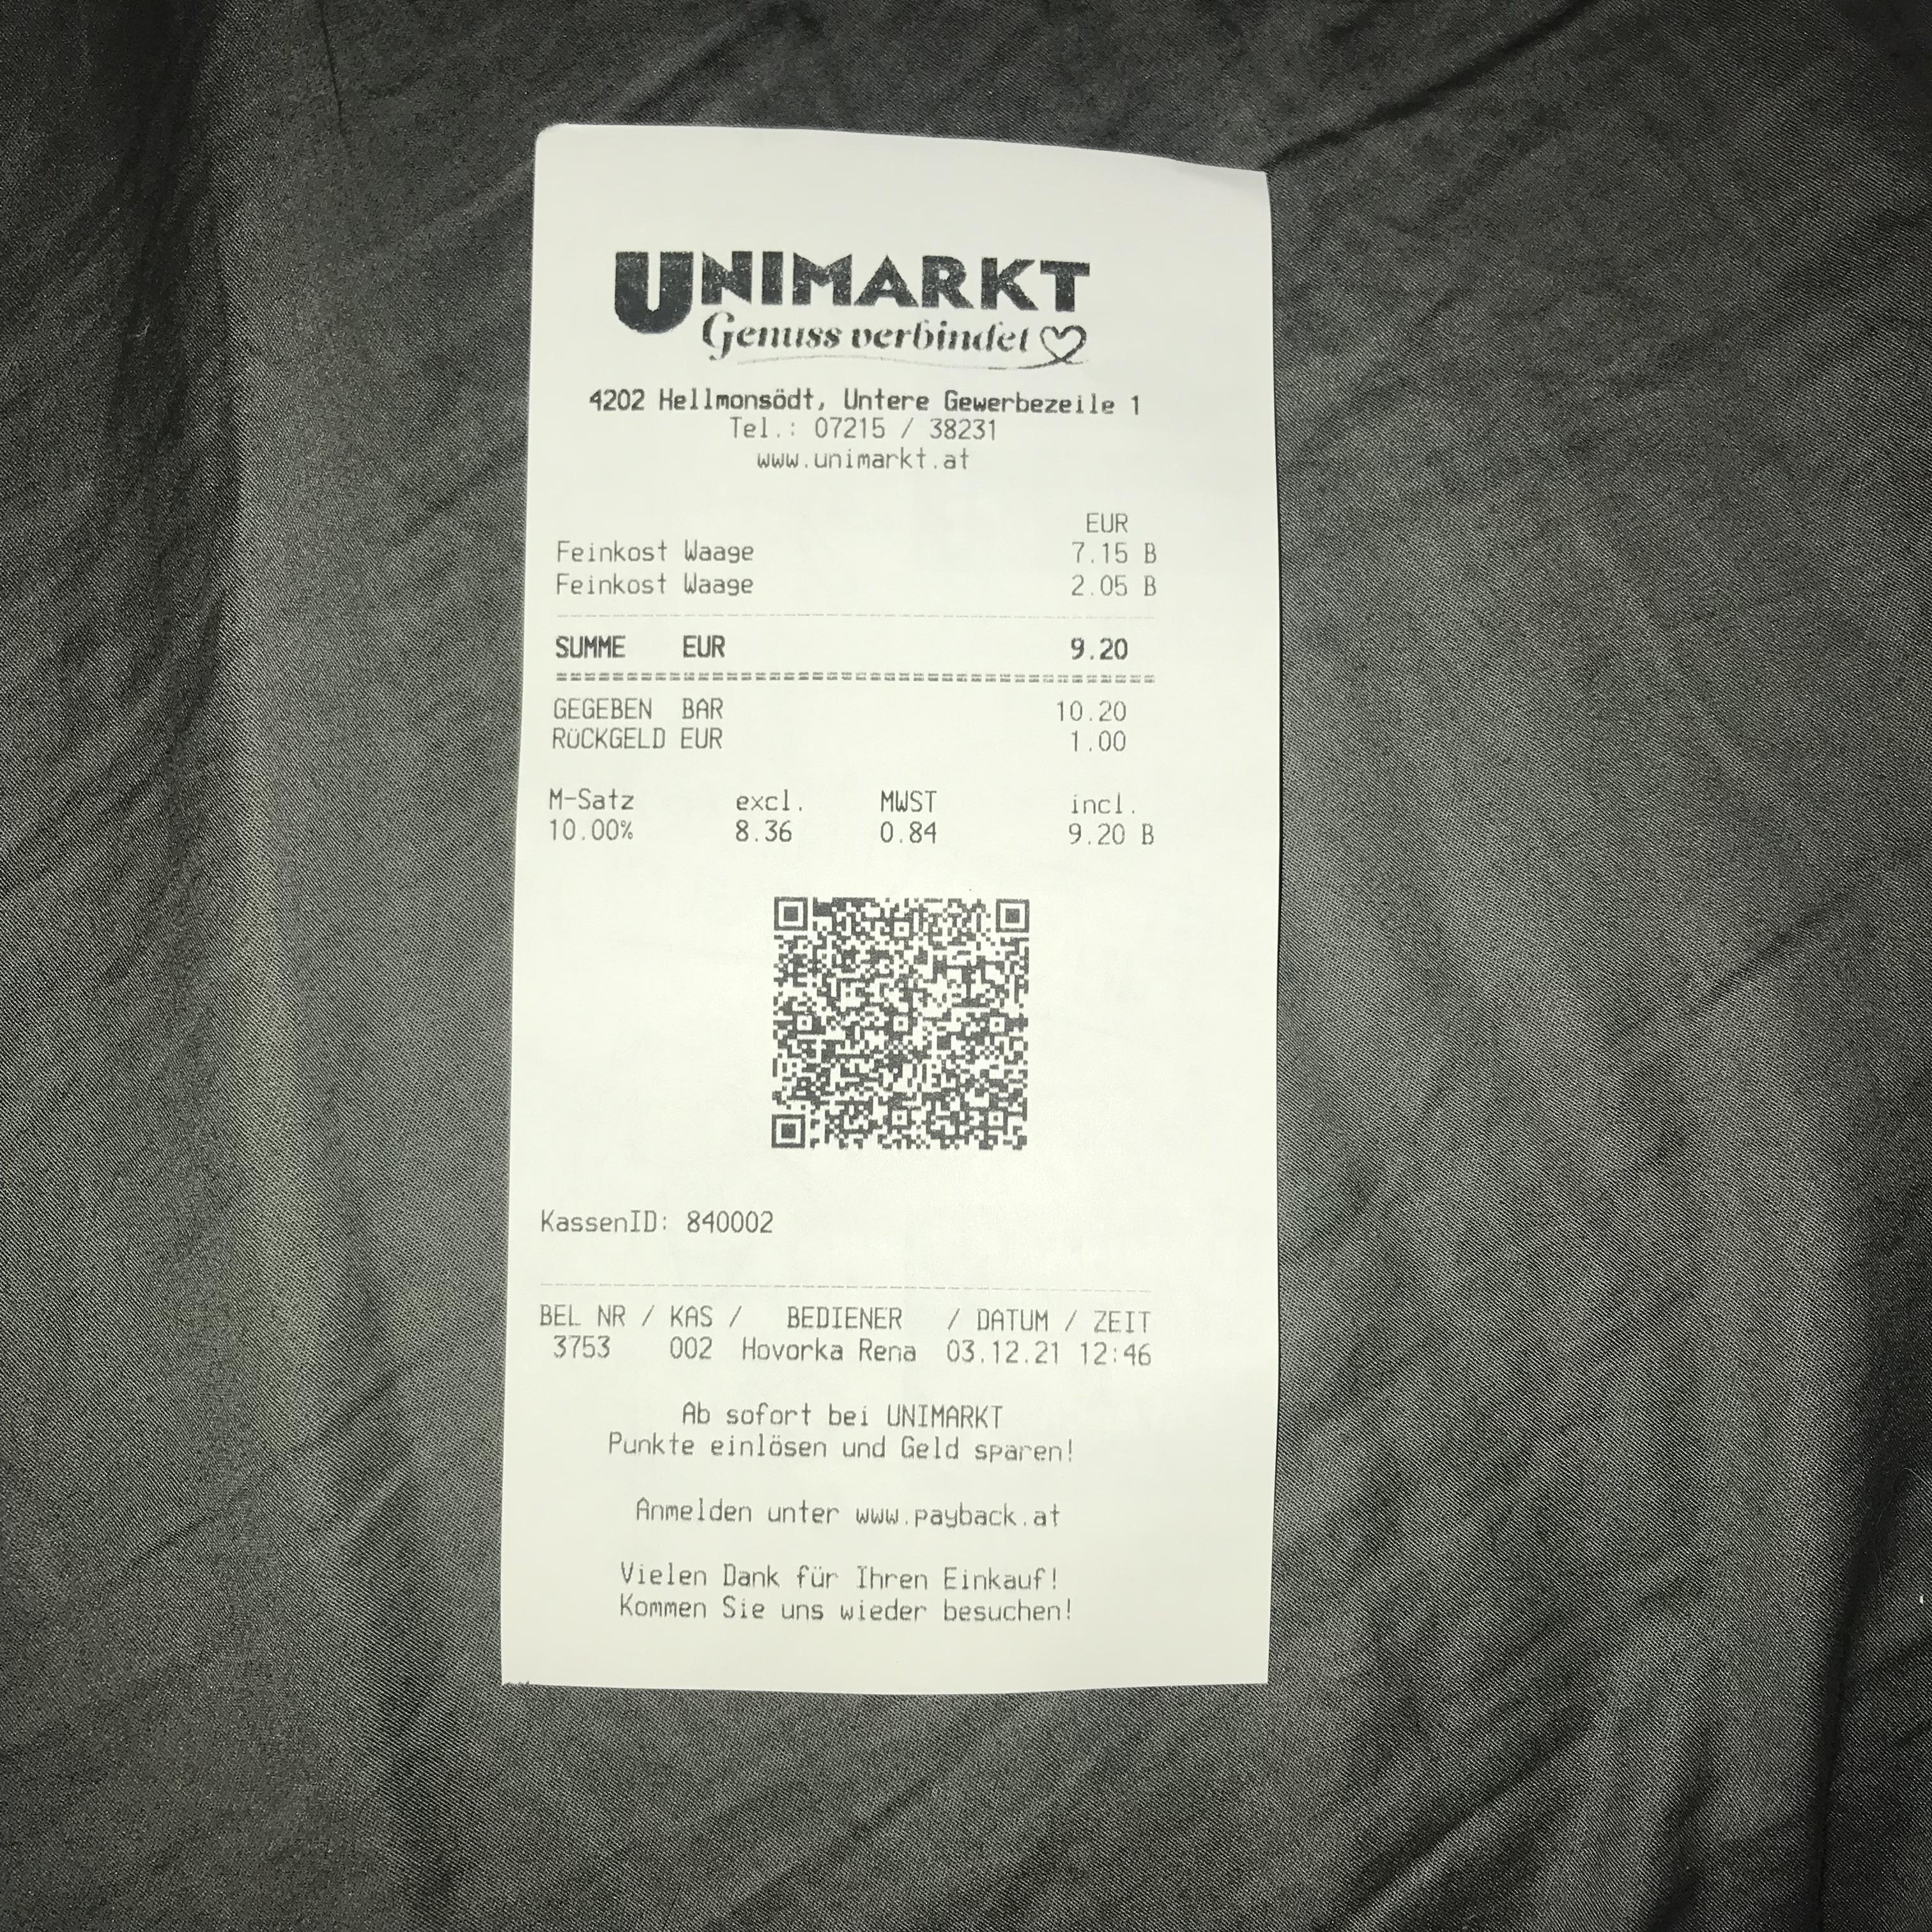 UNIMARKT
Genuss verbindet
4202 Hellmonsödt, Untere Gewerbezeile 1
Tel.: 07215 / 38231
www.unimarkt.at
EUR
Feinkost Waage 7.15 B
Feinkost Waage 2.05 B
SUMME EUR 9.20
GEGEBEN BAR 10.20
RÜCKGELD EUR 1.00
M-Satz excl. MWST incl.
10.00% 8.36 0.84 9.20 B
KassenID: 840002
BEL NR / KAS / BEDIENER / DATUM / ZEIT
3753 002 Hovorka Rena 03.12.21 12:46
Ab sofort bei UNIMARKT
Punkte einlösen und Geld sparen!
Anmelden unter www.payback.at
Vielen Dank für Ihren Einkauf!
Kommen Sie uns wieder besuchen!